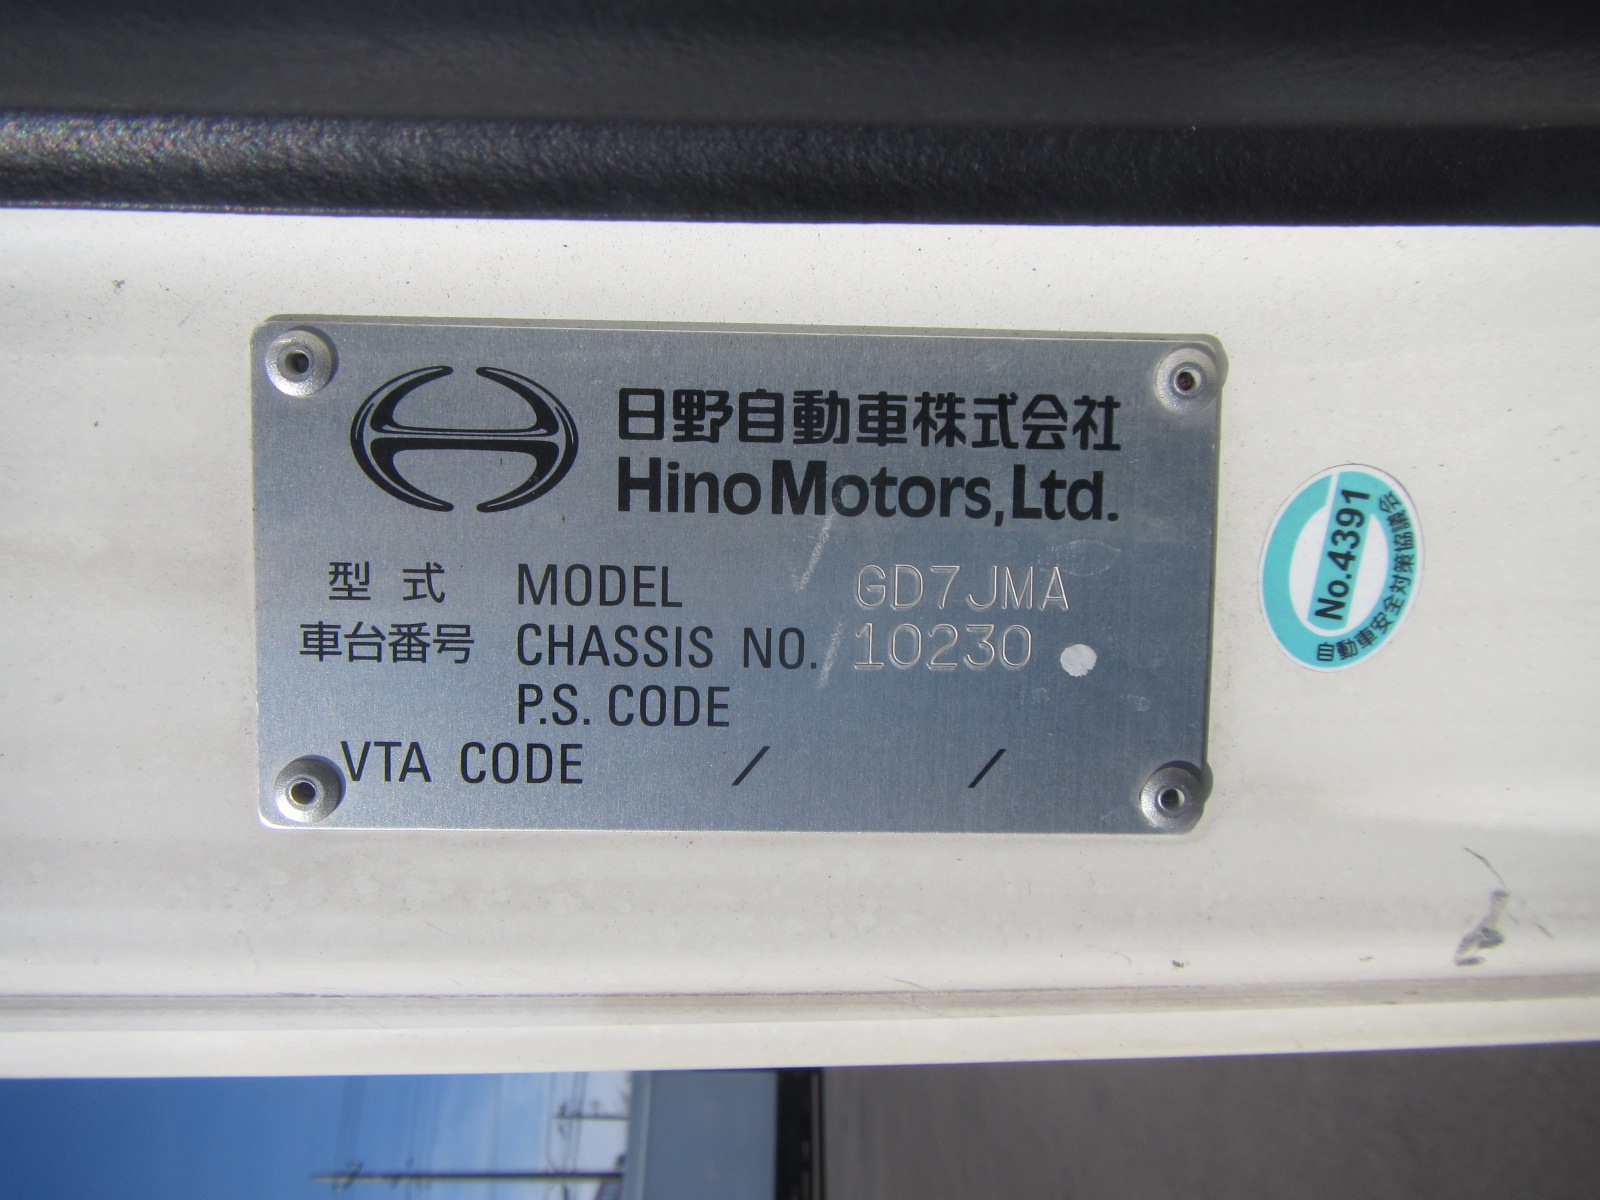 日野自動車株式会社
Hino Motors, Ltd.
型式 MODEL GD7JMA
車台番号 CHASSIS NO. 10230
P.S. CODE
VTA CODE / /
No.4391
自動車安全対策協議会